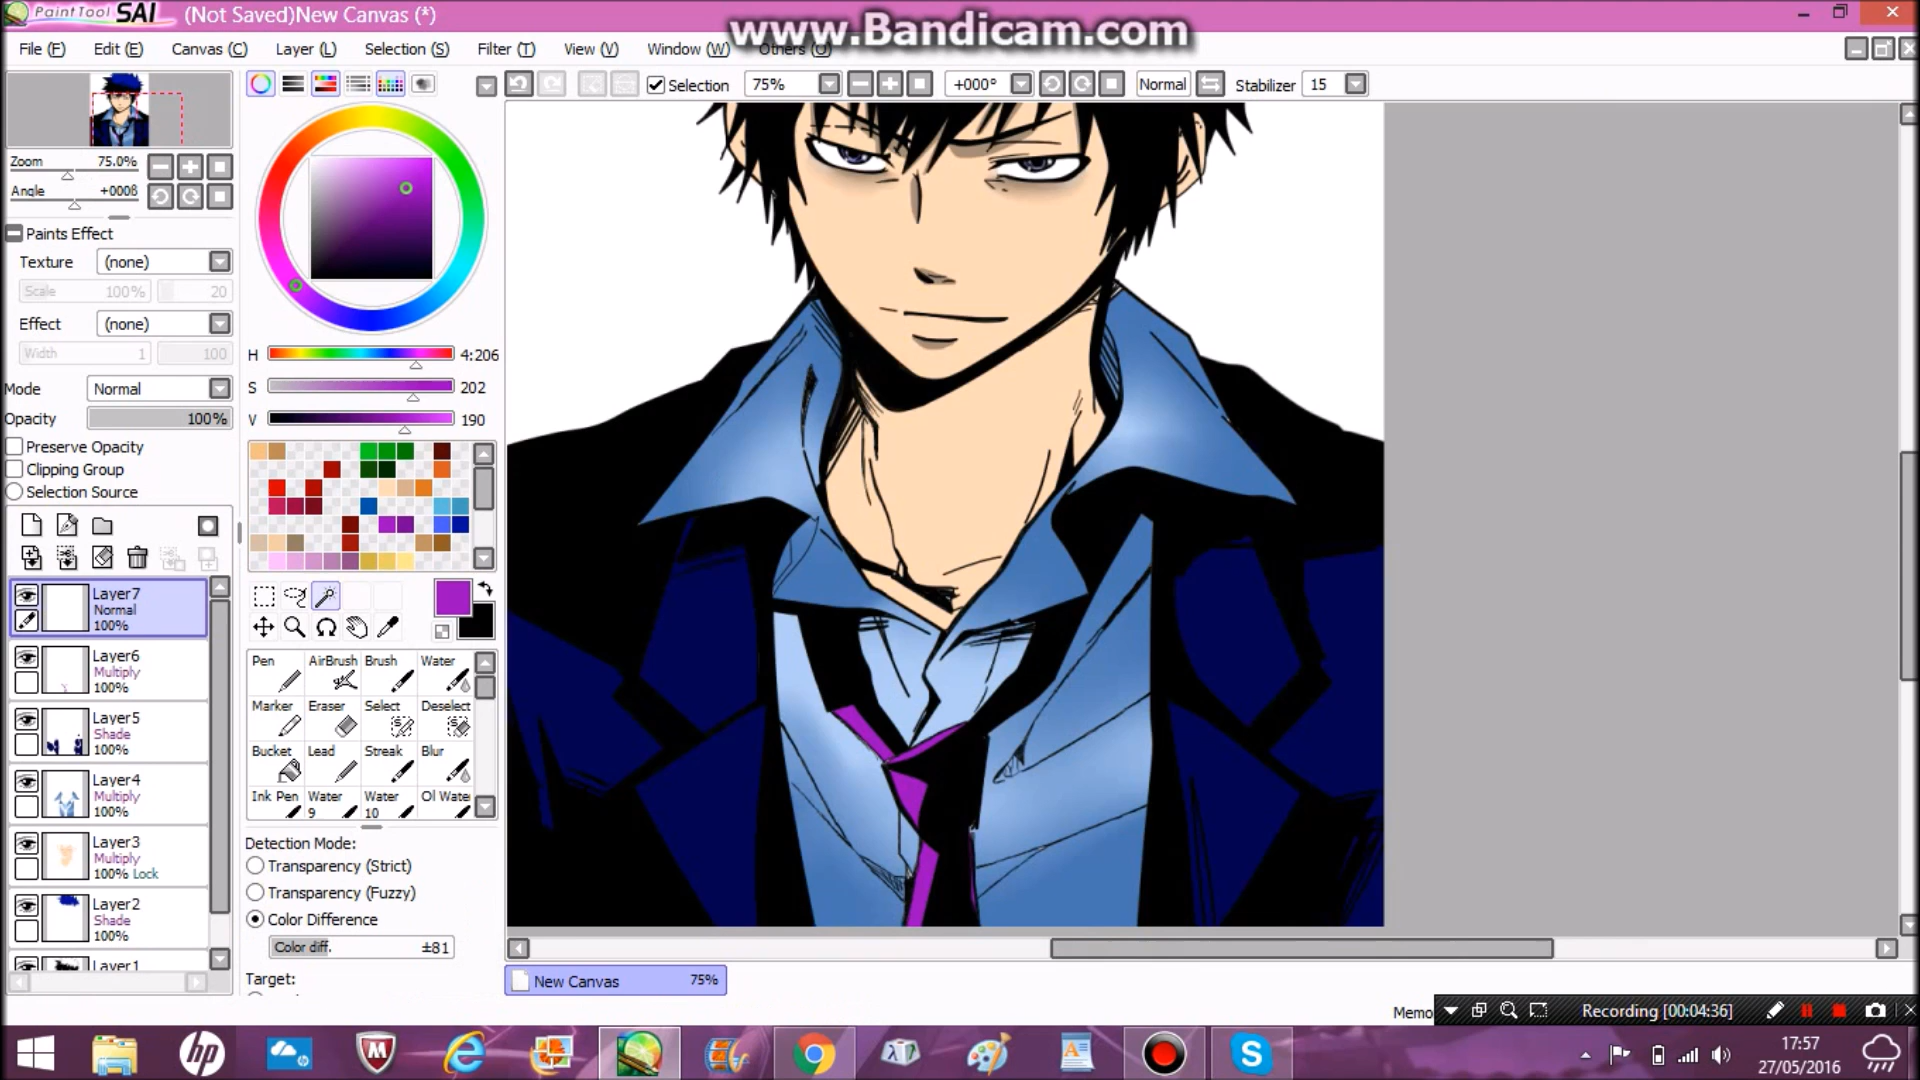 PaintTool SAI (Not Saved)New Canvas (*)
www.Bandicam.com
File (F) Edit (E) Canvas (C) Layer (L) Selection (S) Filter (T) View (V) Window (W) Others (O)
Selection 75% +000° Normal Stabilizer 15
Zoom 75.0%
Angle +000ß
Paints Effect
Texture (none)
Scale 100% 20
Effect (none)
Width 1 100
Mode Normal
Opacity 100%
Preserve Opacity
Clipping Group
Selection Source
Layer7
Normal
100%
Layer6
Multiply
100%
Layer5
Shade
100%
Layer4
Multiply
100%
Layer3
Multiply
100% Lock
Layer2
Shade
100%
Layer1
H 4:206
S 202
V 190
Pen AirBrush Brush Water
Marker Eraser Select Deselect
Bucket Lead Streak Blur
Ink Pen Water 9 Water 10 Ol Wate
Detection Mode:
Transparency (Strict)
Transparency (Fuzzy)
Color Difference
Color diff. ±81
Target:
New Canvas 75%
Memo
Recording [00:04:36]
17:57
27/05/2016